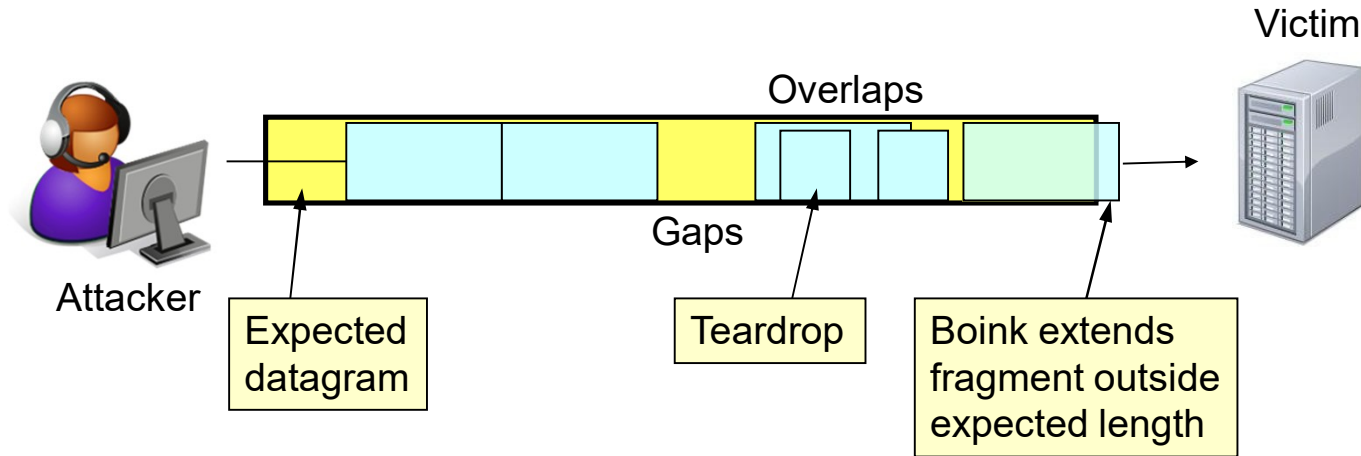 Victim
Overlaps
Gaps
Attacker
Expected
datagram
Teardrop
Boink extends
fragment outside
expected length